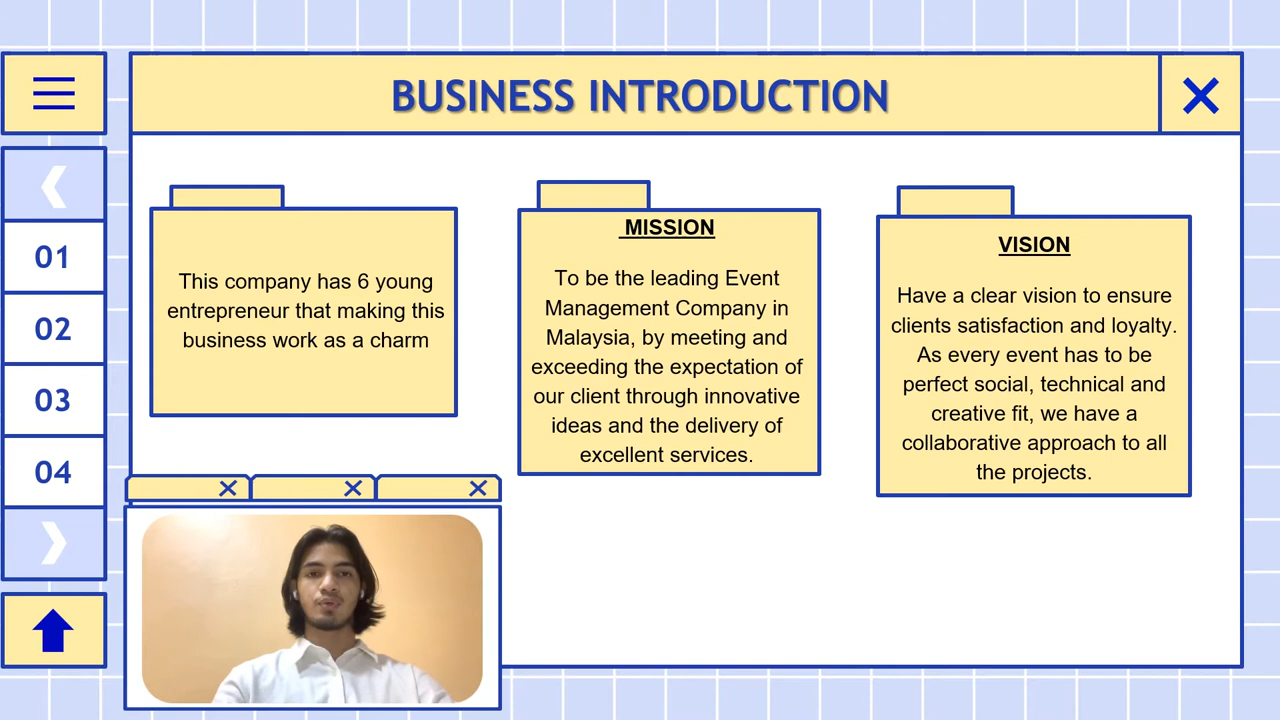 BUSINESS INTRODUCTION
01
02
03
04
This company has 6 young
entrepreneur that making this
business work as a charm
MISSION
To be the leading Event
Management Company in
Malaysia, by meeting and
exceeding the expectation of
our client through innovative
ideas and the delivery of
excellent services.
VISION
Have a clear vision to ensure
clients satisfaction and loyalty.
As every event has to be
perfect social, technical and
creative fit, we have a
collaborative approach to all
the projects.